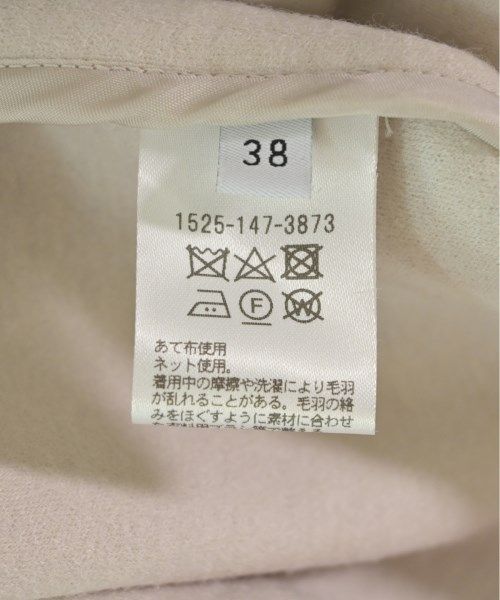 38
1525-147-3873
F W
あて布使用
ネット使用。
着用中の摩擦や洗濯により毛羽
が乱れることがある。毛羽の絡
みをほぐすように素材に合わせ